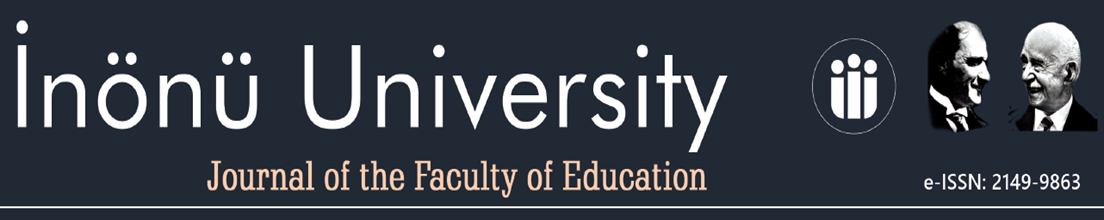 İnönü University
Journal of the Faculty of Education
e-ISSN: 2149-9863